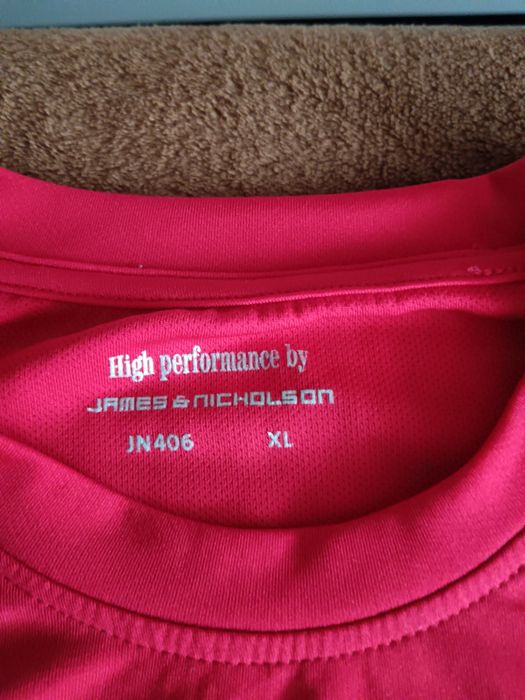 High performance by
JAMES & NICHOLSON
JN406 XL